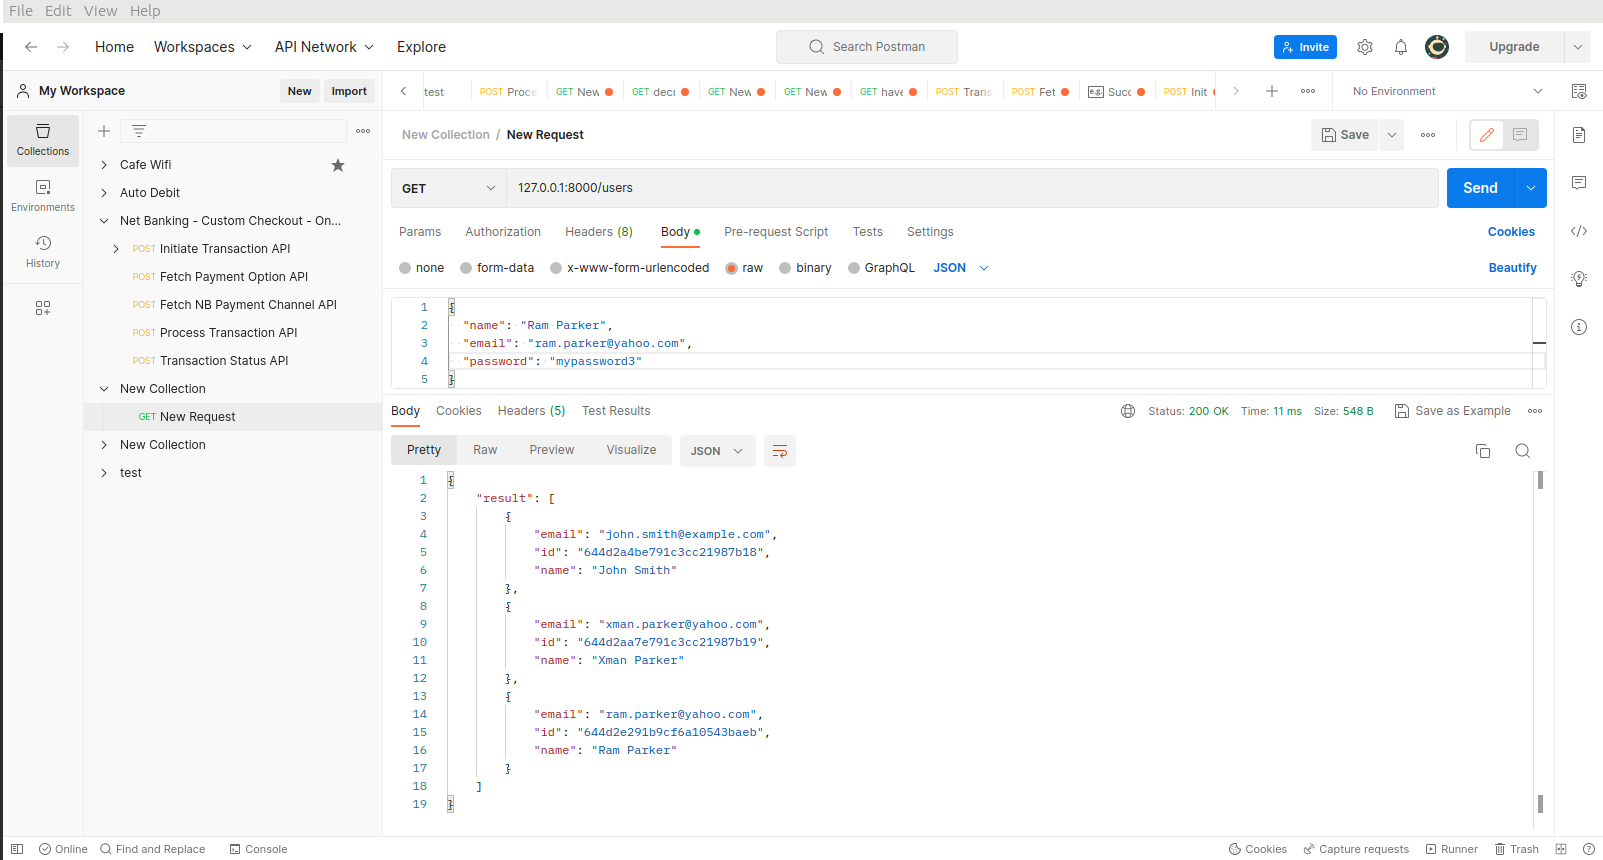 File Edit View Help
Home Workspaces API Network Explore Search Postman Invite Upgrade
My Workspace New Import test POST Proce GET New GET decr GET New GET New GET have POST Trans POST Fet e.g. Succ POST Init No Environment
Collections
Environments
History
Cafe Wifi
Auto Debit
Net Banking - Custom Checkout - On...
POST Initiate Transaction API
POST Fetch Payment Option API
POST Fetch NB Payment Channel API
POST Process Transaction API
POST Transaction Status API
New Collection
GET New Request
New Collection
test
New Collection / New Request Save
GET 127.0.0.1:8000/users Send
Params Authorization Headers (8) Body Pre-request Script Tests Settings Cookies
none form-data x-www-form-urlencoded raw binary GraphQL JSON Beautify
1 {
2 "name": "Ram Parker",
3 "email": "ram.parker@yahoo.com",
4 "password": "mypassword3"
5 }
Body Cookies Headers (5) Test Results Status: 200 OK Time: 11 ms Size: 548 B Save as Example
Pretty Raw Preview Visualize JSON
1 {
2 "result": [
3 {
4 "email": "john.smith@example.com",
5 "id": "644d2a4be791c3cc21987b18",
6 "name": "John Smith"
7 },
8 {
9 "email": "xman.parker@yahoo.com",
10 "id": "644d2aa7e791c3cc21987b19",
11 "name": "Xman Parker"
12 },
13 {
14 "email": "ram.parker@yahoo.com",
15 "id": "644d2e291b9cf6a10543baeb",
16 "name": "Ram Parker"
17 }
18 ]
19 }
Online Find and Replace Console Cookies Capture requests Runner Trash